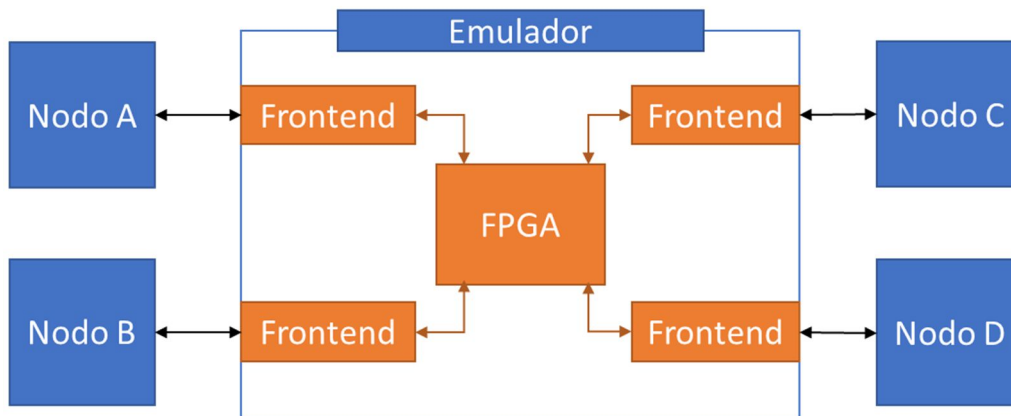 Emulador
Nodo A
Frontend
Frontend
Nodo C
FPGA
Nodo B
Frontend
Frontend
Nodo D